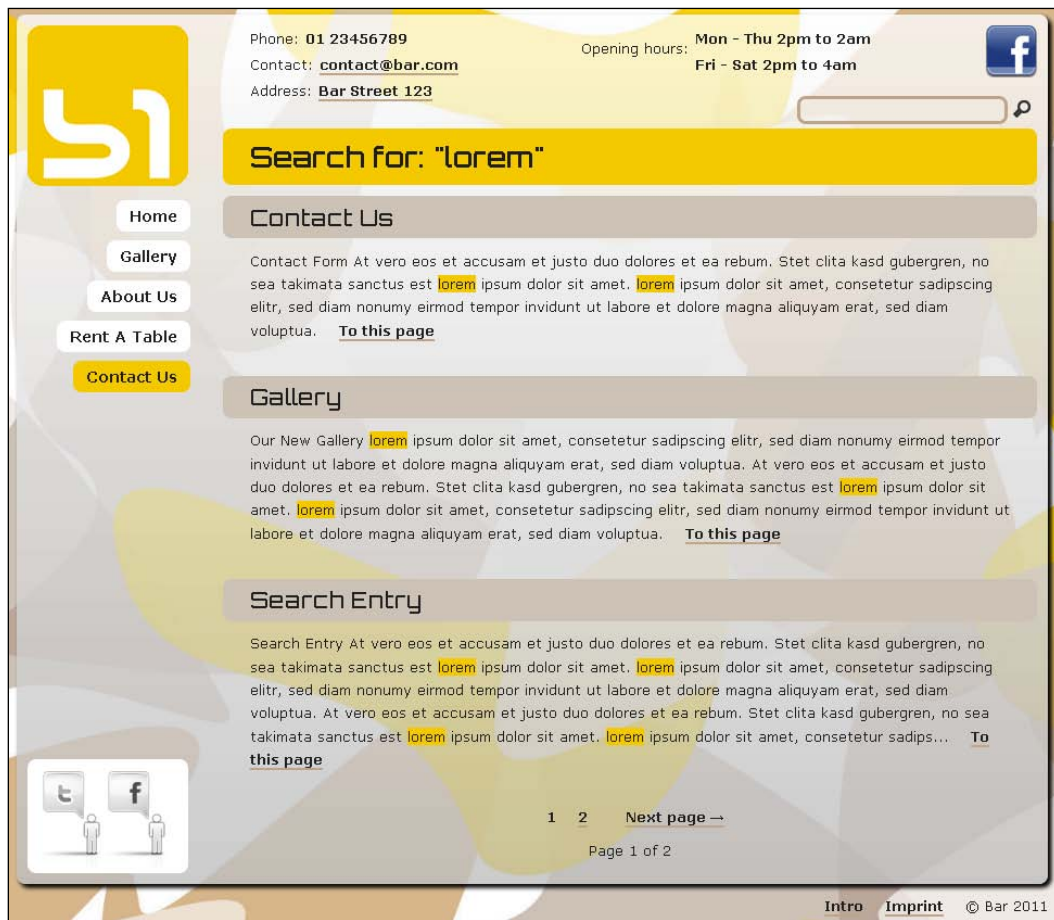 b1
Phone: 01 23456789
Contact: contact@bar.com
Address: Bar Street 123
Opening hours: Mon - Thu 2pm to 2am
Fri - Sat 2pm to 4am
f
Search for: "lorem"
Home
Gallery
About Us
Rent A Table
Contact Us
Contact Us
Contact Form At vero eos et accusam et justo duo dolores et ea rebum. Stet clita kasd gubergren, no
sea takimata sanctus est lorem ipsum dolor sit amet. lorem ipsum dolor sit amet, consetetur sadipscing
elitr, sed diam nonumy eirmod tempor invidunt ut labore et dolore magna aliquyam erat, sed diam
voluptua. To this page
Gallery
Our New Gallery lorem ipsum dolor sit amet, consetetur sadipscing elitr, sed diam nonumy eirmod tempor
invidunt ut labore et dolore magna aliquyam erat, sed diam voluptua. At vero eos et accusam et justo
duo dolores et ea rebum. Stet clita kasd gubergren, no sea takimata sanctus est lorem ipsum dolor sit
amet. lorem ipsum dolor sit amet, consetetur sadipscing elitr, sed diam nonumy eirmod tempor invidunt ut
labore et dolore magna aliquyam erat, sed diam voluptua. To this page
Search Entry
Search Entry At vero eos et accusam et justo duo dolores et ea rebum. Stet clita kasd gubergren, no
sea takimata sanctus est lorem ipsum dolor sit amet. lorem ipsum dolor sit amet, consetetur sadipscing
elitr, sed diam nonumy eirmod tempor invidunt ut labore et dolore magna aliquyam erat, sed diam
voluptua. At vero eos et accusam et justo duo dolores et ea rebum. Stet clita kasd gubergren, no sea
takimata sanctus est lorem ipsum dolor sit amet. lorem ipsum dolor sit amet, consetetur sadips... To
this page
t f
1 2 Next page →
Page 1 of 2
Intro Imprint © Bar 2011